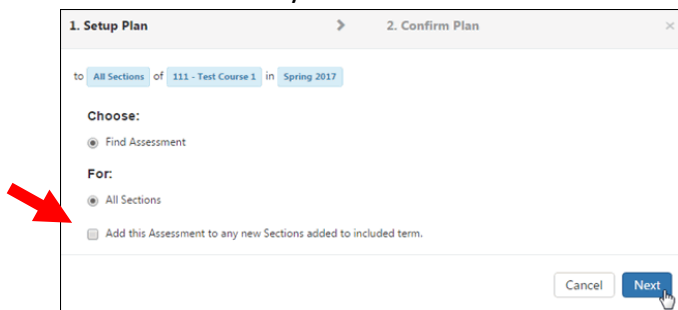 1. Setup Plan > 2. Confirm Plan ×
to All Sections of 111 - Test Course 1 in Spring 2017
Choose:
Find Assessment
For:
All Sections
Add this Assessment to any new Sections added to included term.
Cancel Next